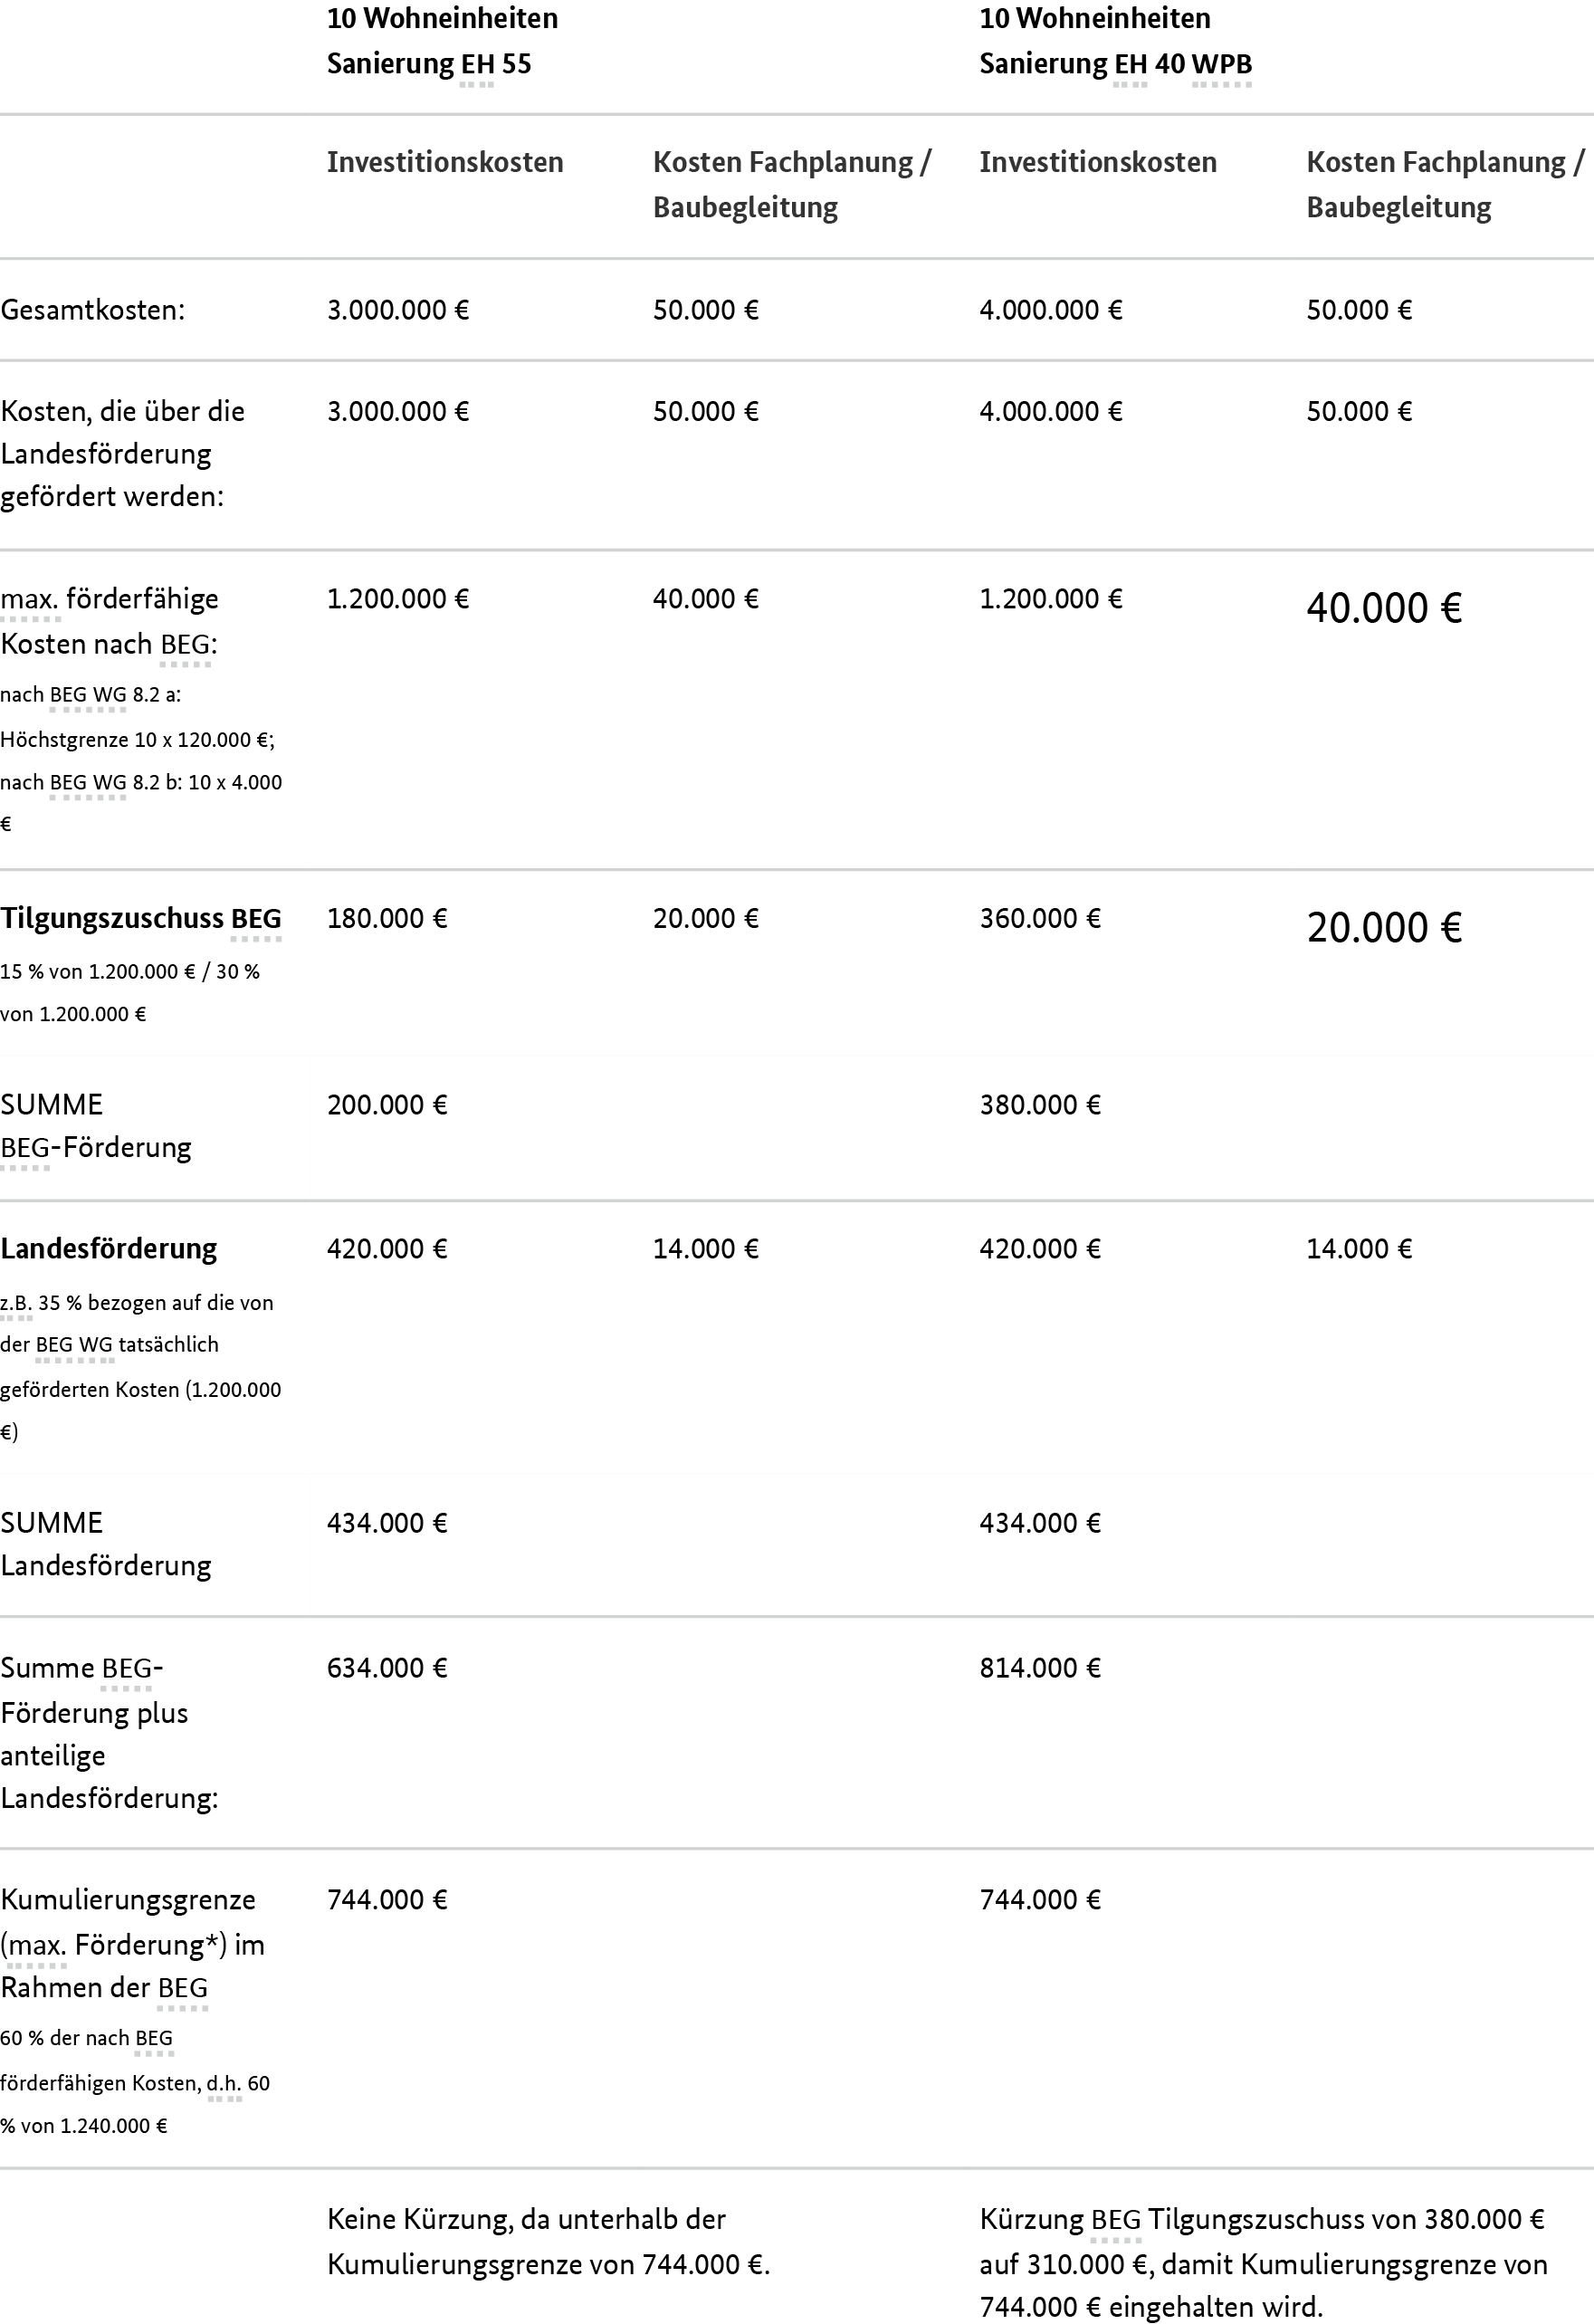 10 Wohneinheiten
Sanierung EH 55
10 Wohneinheiten
Sanierung EH 40 WPB
Investitionskosten
Kosten Fachplanung /
Baubegleitung
Investitionskosten
Kosten Fachplanung /
Baubegleitung
Gesamtkosten:
3.000.000 €
50.000 €
4.000.000 €
50.000 €
Kosten, die über die
Landesförderung
gefördert werden:
3.000.000 €
50.000 €
4.000.000 €
50.000 €
max. förderfähige
Kosten nach BEG:
nach BEG WG 8.2 a:
Höchstgrenze 10 x 120.000 €;
nach BEG WG 8.2 b: 10 x 4.000
€
1.200.000 €
40.000 €
1.200.000 €
40.000 €
Tilgungszuschuss BEG
15 % von 1.200.000 € / 30 %
von 1.200.000 €
180.000 €
20.000 €
360.000 €
20.000 €
SUMME
BEG-Förderung
200.000 €
380.000 €
Landesförderung
z.B. 35 % bezogen auf die von
der BEG WG tatsächlich
geförderten Kosten (1.200.000
€)
420.000 €
14.000 €
420.000 €
14.000 €
SUMME
Landesförderung
434.000 €
434.000 €
Summe BEG-
Förderung plus
anteilige
Landesförderung:
634.000 €
814.000 €
Kumulierungsgrenze
(max. Förderung*) im
Rahmen der BEG
60 % der nach BEG
förderfähigen Kosten, d.h. 60
% von 1.240.000 €
744.000 €
744.000 €
Keine Kürzung, da unterhalb der
Kumulierungsgrenze von 744.000 €.
Kürzung BEG Tilgungszuschuss von 380.000 €
auf 310.000 €, damit Kumulierungsgrenze von
744.000 € eingehalten wird.